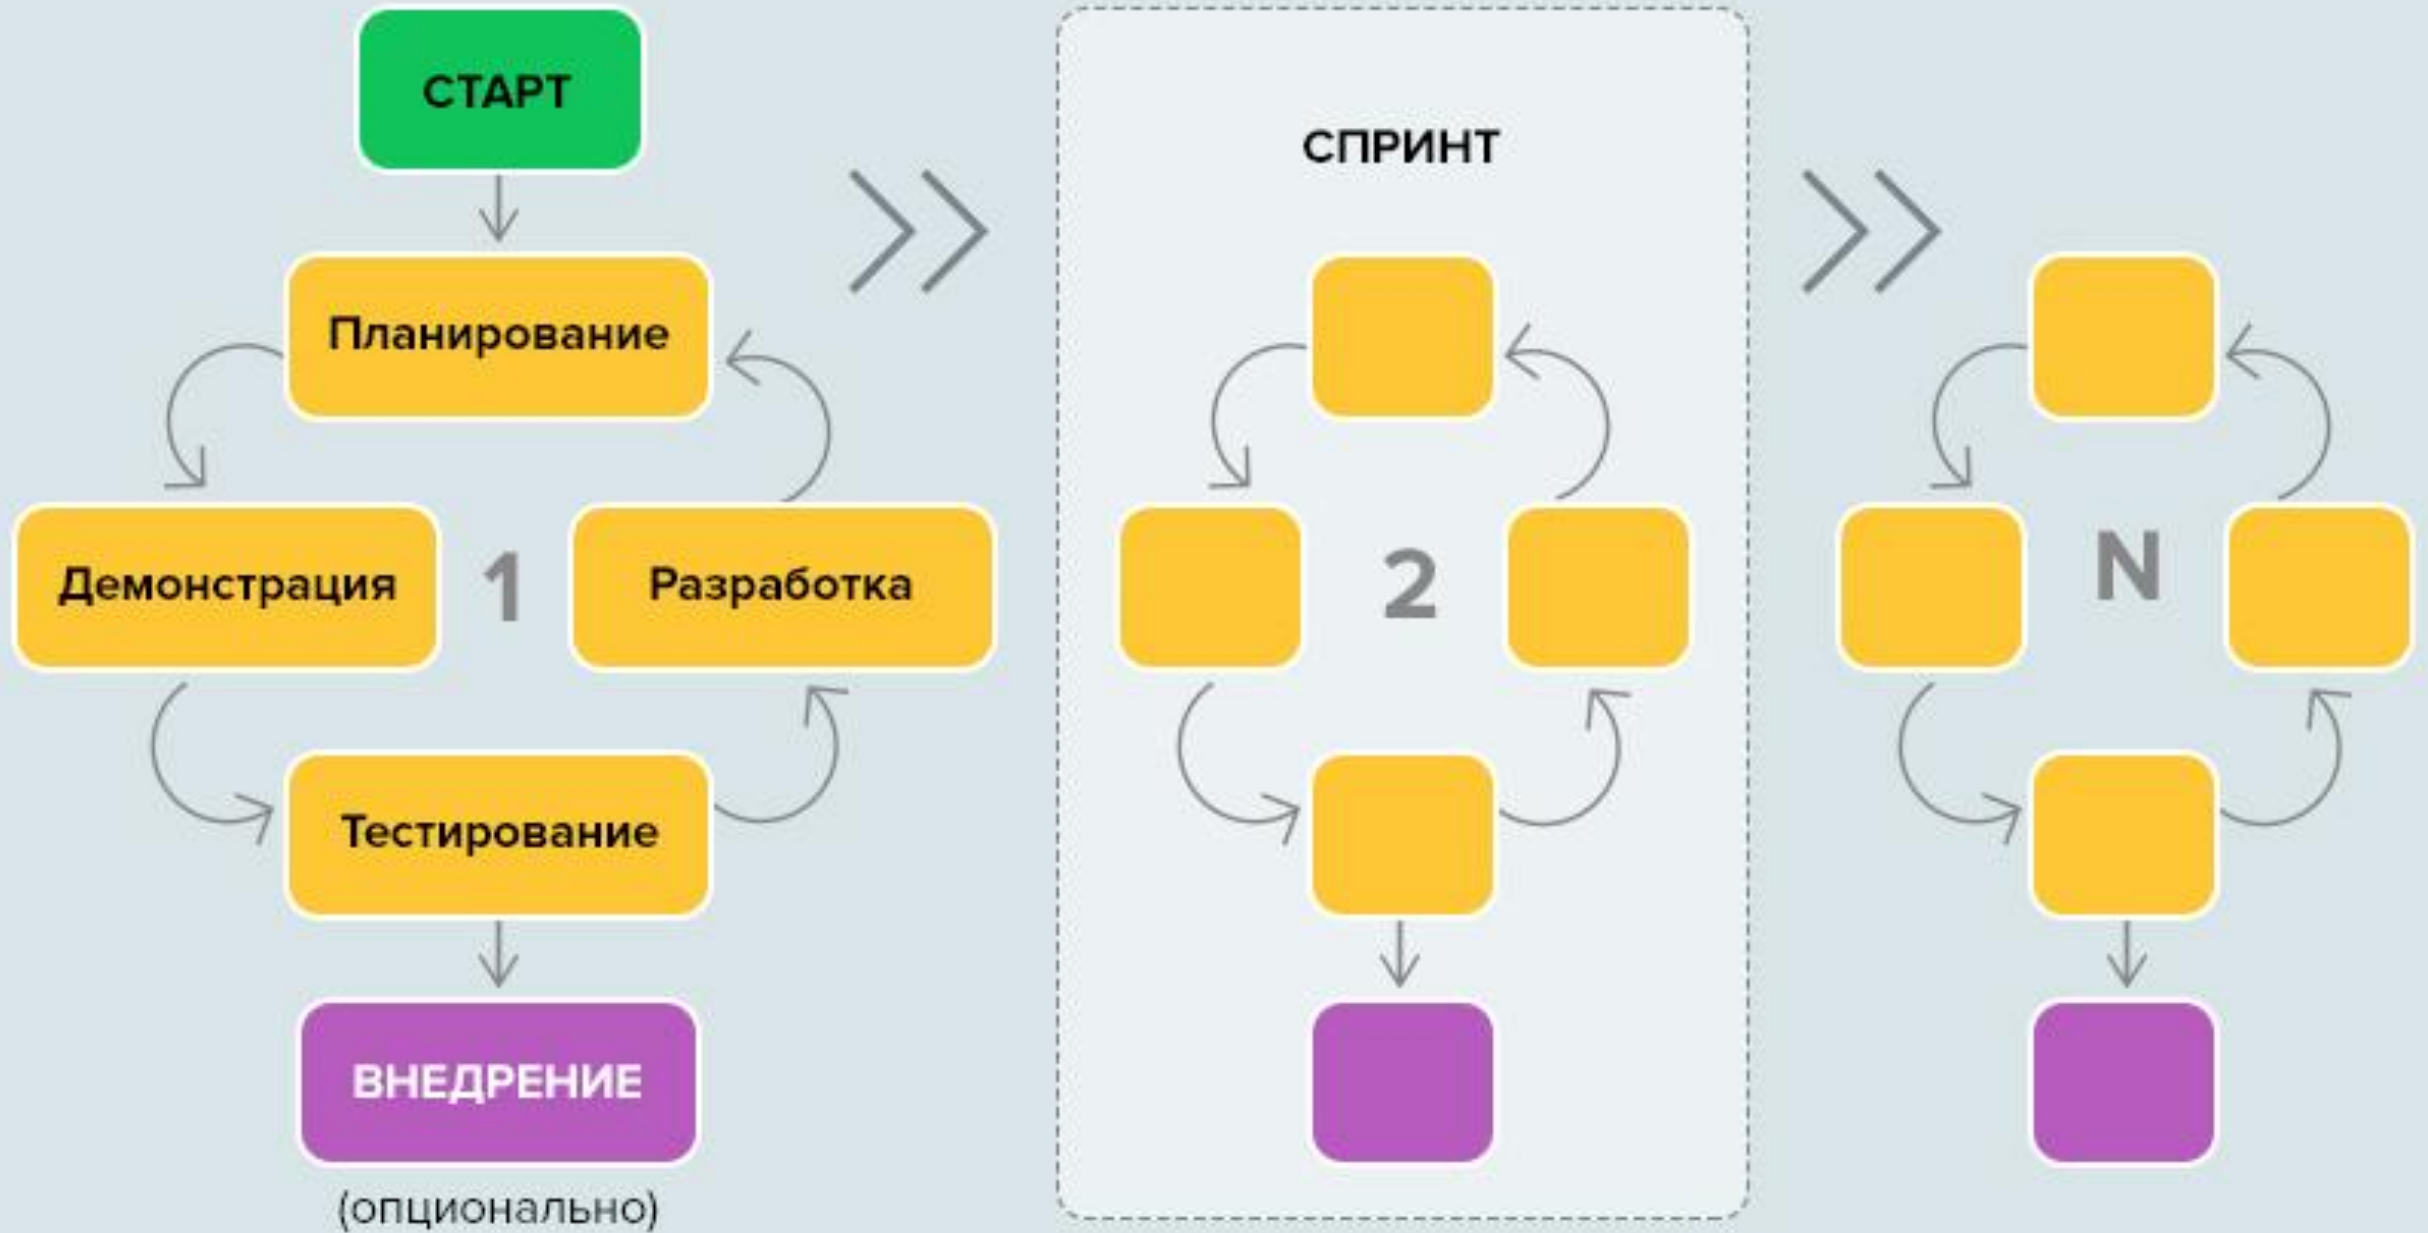 СТАРТ
СПРИНТ
Планирование
Демонстрация
1
Разработка
2
N
Тестирование
ВНЕДРЕНИЕ
(опционально)